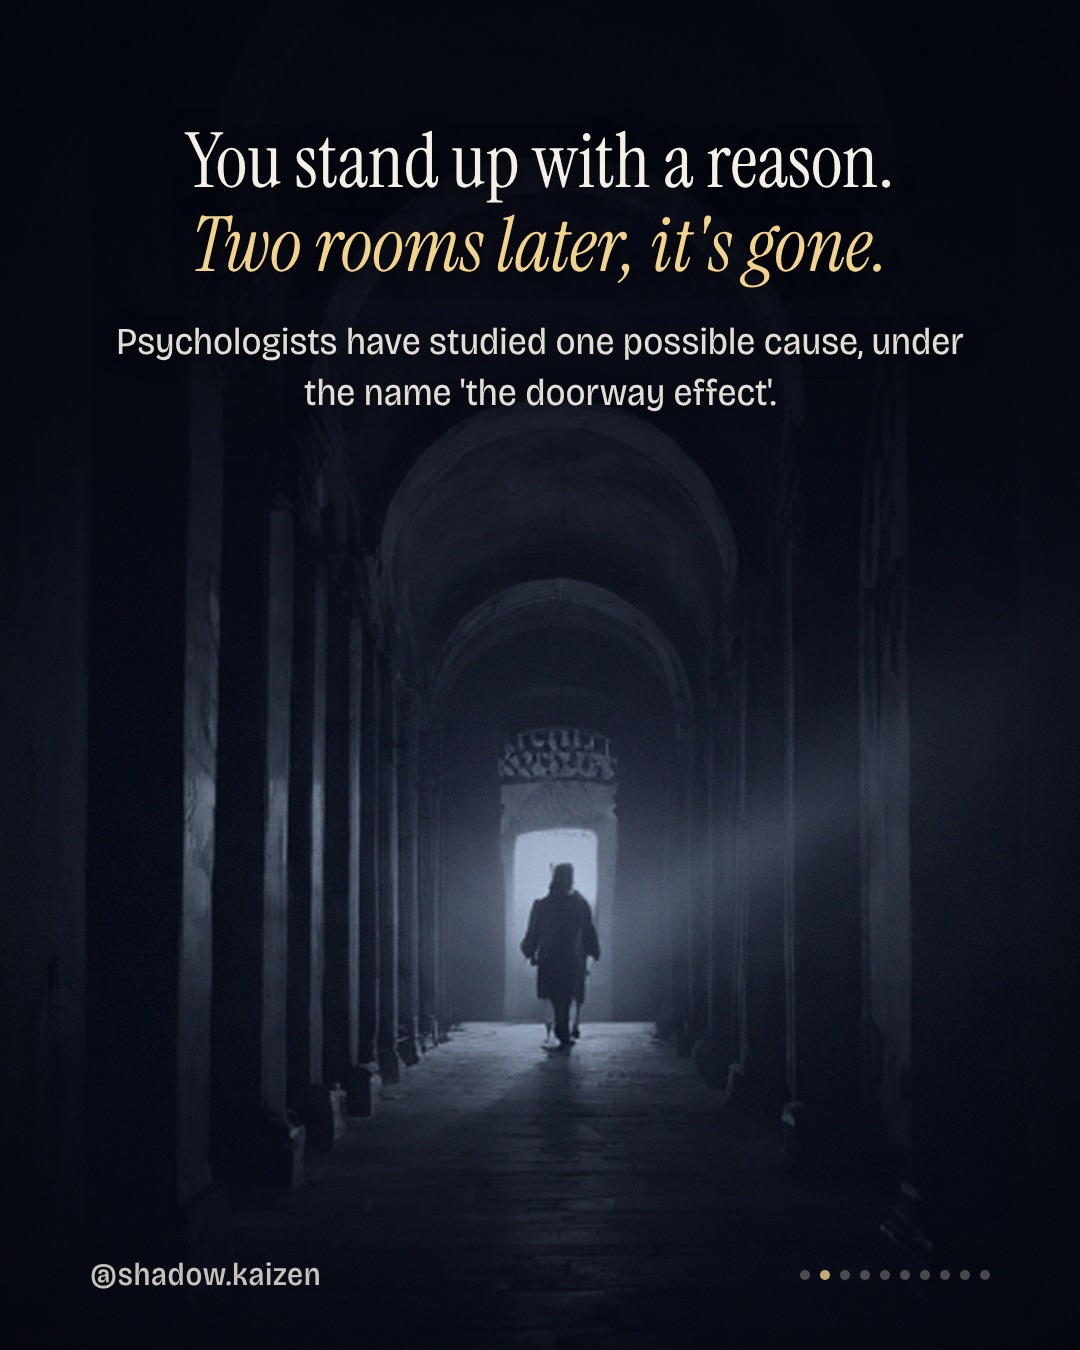 You stand up with a reason.
Two rooms later, it's gone.
Psychologists have studied one possible cause, under
the name 'the doorway effect'.
@shadow.kaizen